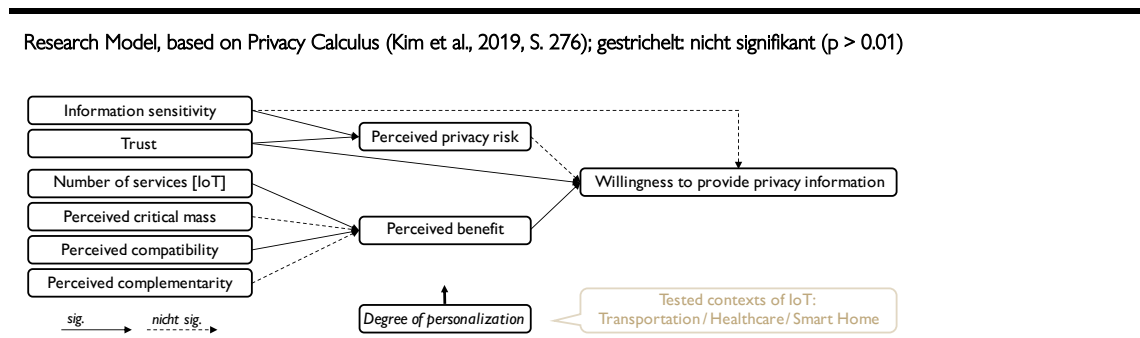 Research Model, based on Privacy Calculus (Kim et al., 2019, S. 276); gestrichelt: nicht signifikant (p > 0.01)
Information sensitivity
Trust
Perceived privacy risk
Number of services [IoT]
Willingness to provide privacy information
Perceived critical mass
Perceived benefit
Perceived compatibility
Perceived complementarity
sig.
nicht sig.
Degree of personalization
Tested contexts of IoT:
Transportation/Healthcare/Smart Home